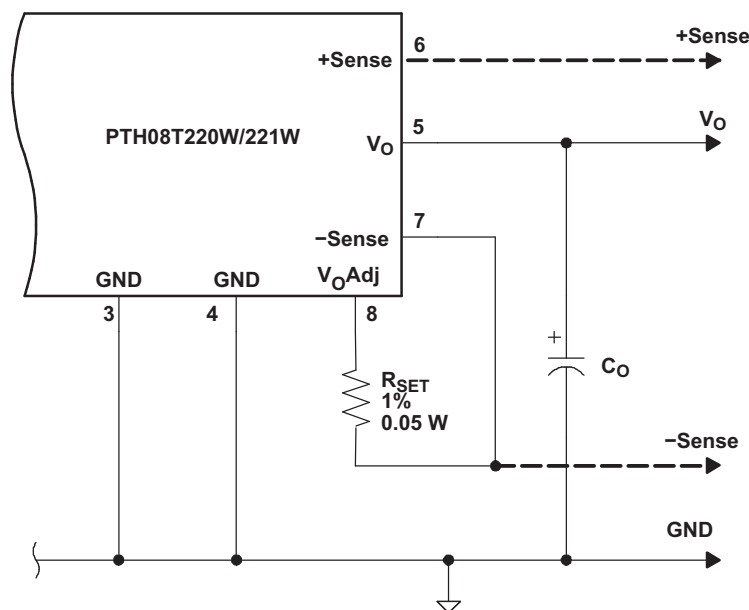 +Sense
6
+Sense
PTH08T220W/221W
5
VO
VO
7
−Sense
GND
GND
VOAdj
3
4
8
+
CO
RSET
1%
0.05 W
−Sense
GND